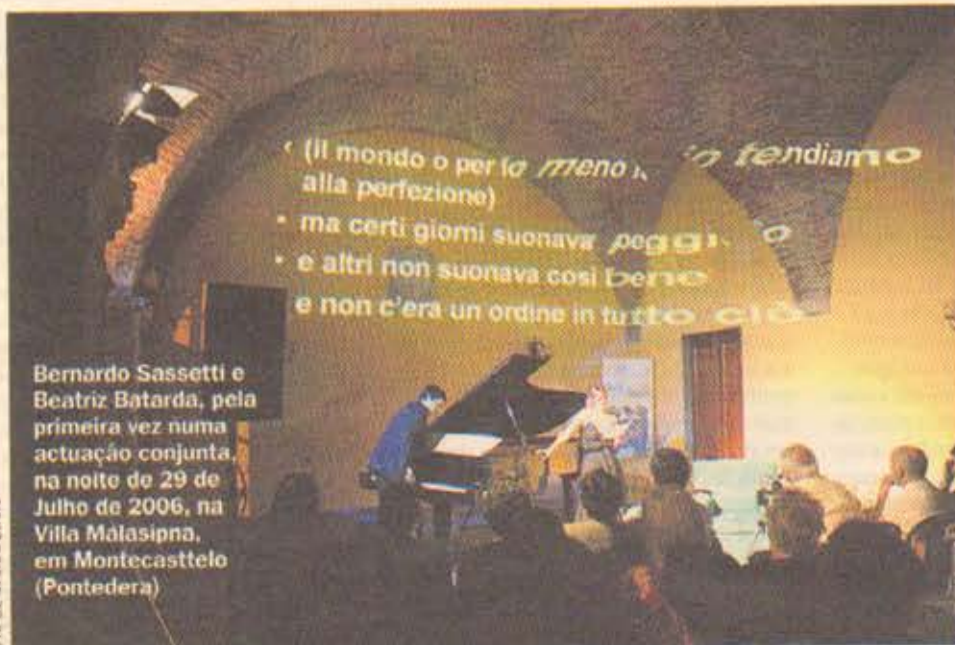 (il mondo o per lo meno io tendiamo
alla perfezione)
• ma certi giorni suonava peggio
• e altri non suonava così bene
e non c'era un ordine in tutto ciò
Bernardo Sassetti e
Beatriz Batarda, pela
primeira vez numa
actuação conjunta,
na noite de 29 de
Julho de 2006, na
Villa Malasipna,
em Montecasttelo
(Pontedera)